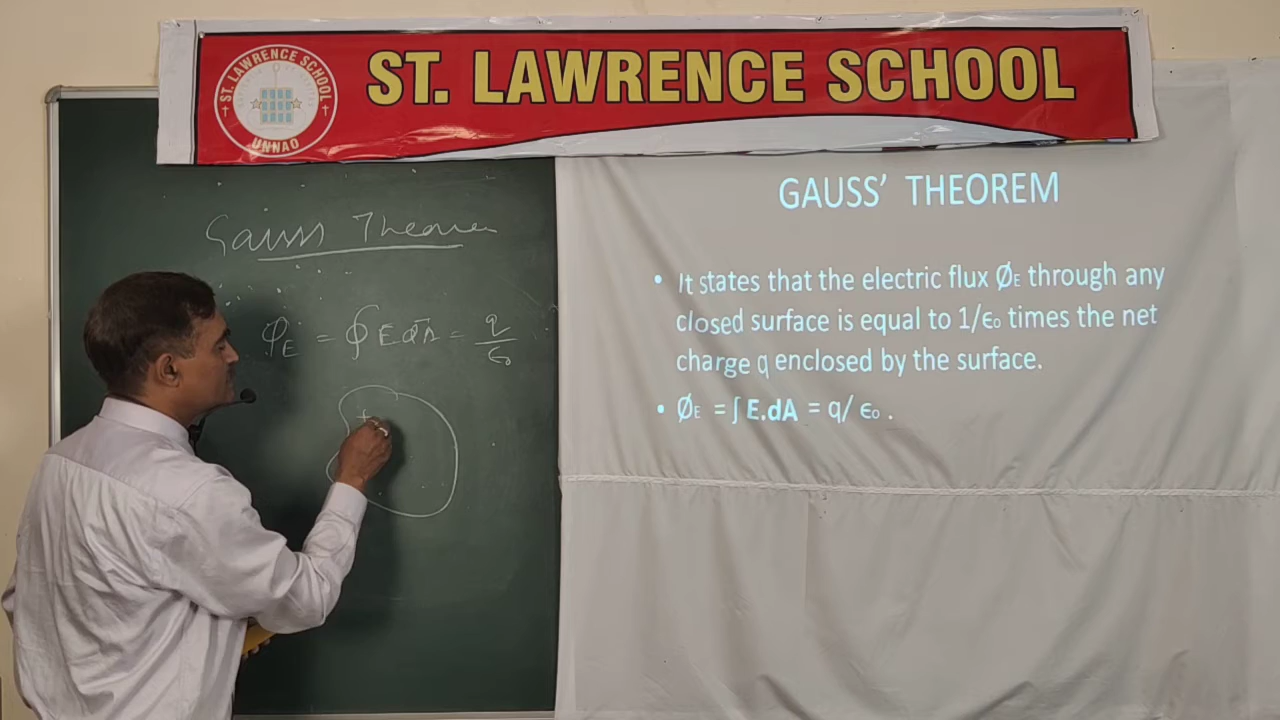 ST. LAWRENCE SCHOOL
ST. LAWRENCE SCHOOL
UNNAO
Gauss Theorem
φE = ∮ E.dA = q/ϵ₀
+
GAUSS' THEOREM
• It states that the electric flux ØE through any
closed surface is equal to 1/ϵ₀ times the net
charge q enclosed by the surface.
• ØE = ∫ E.dA = q/ ϵ₀ .